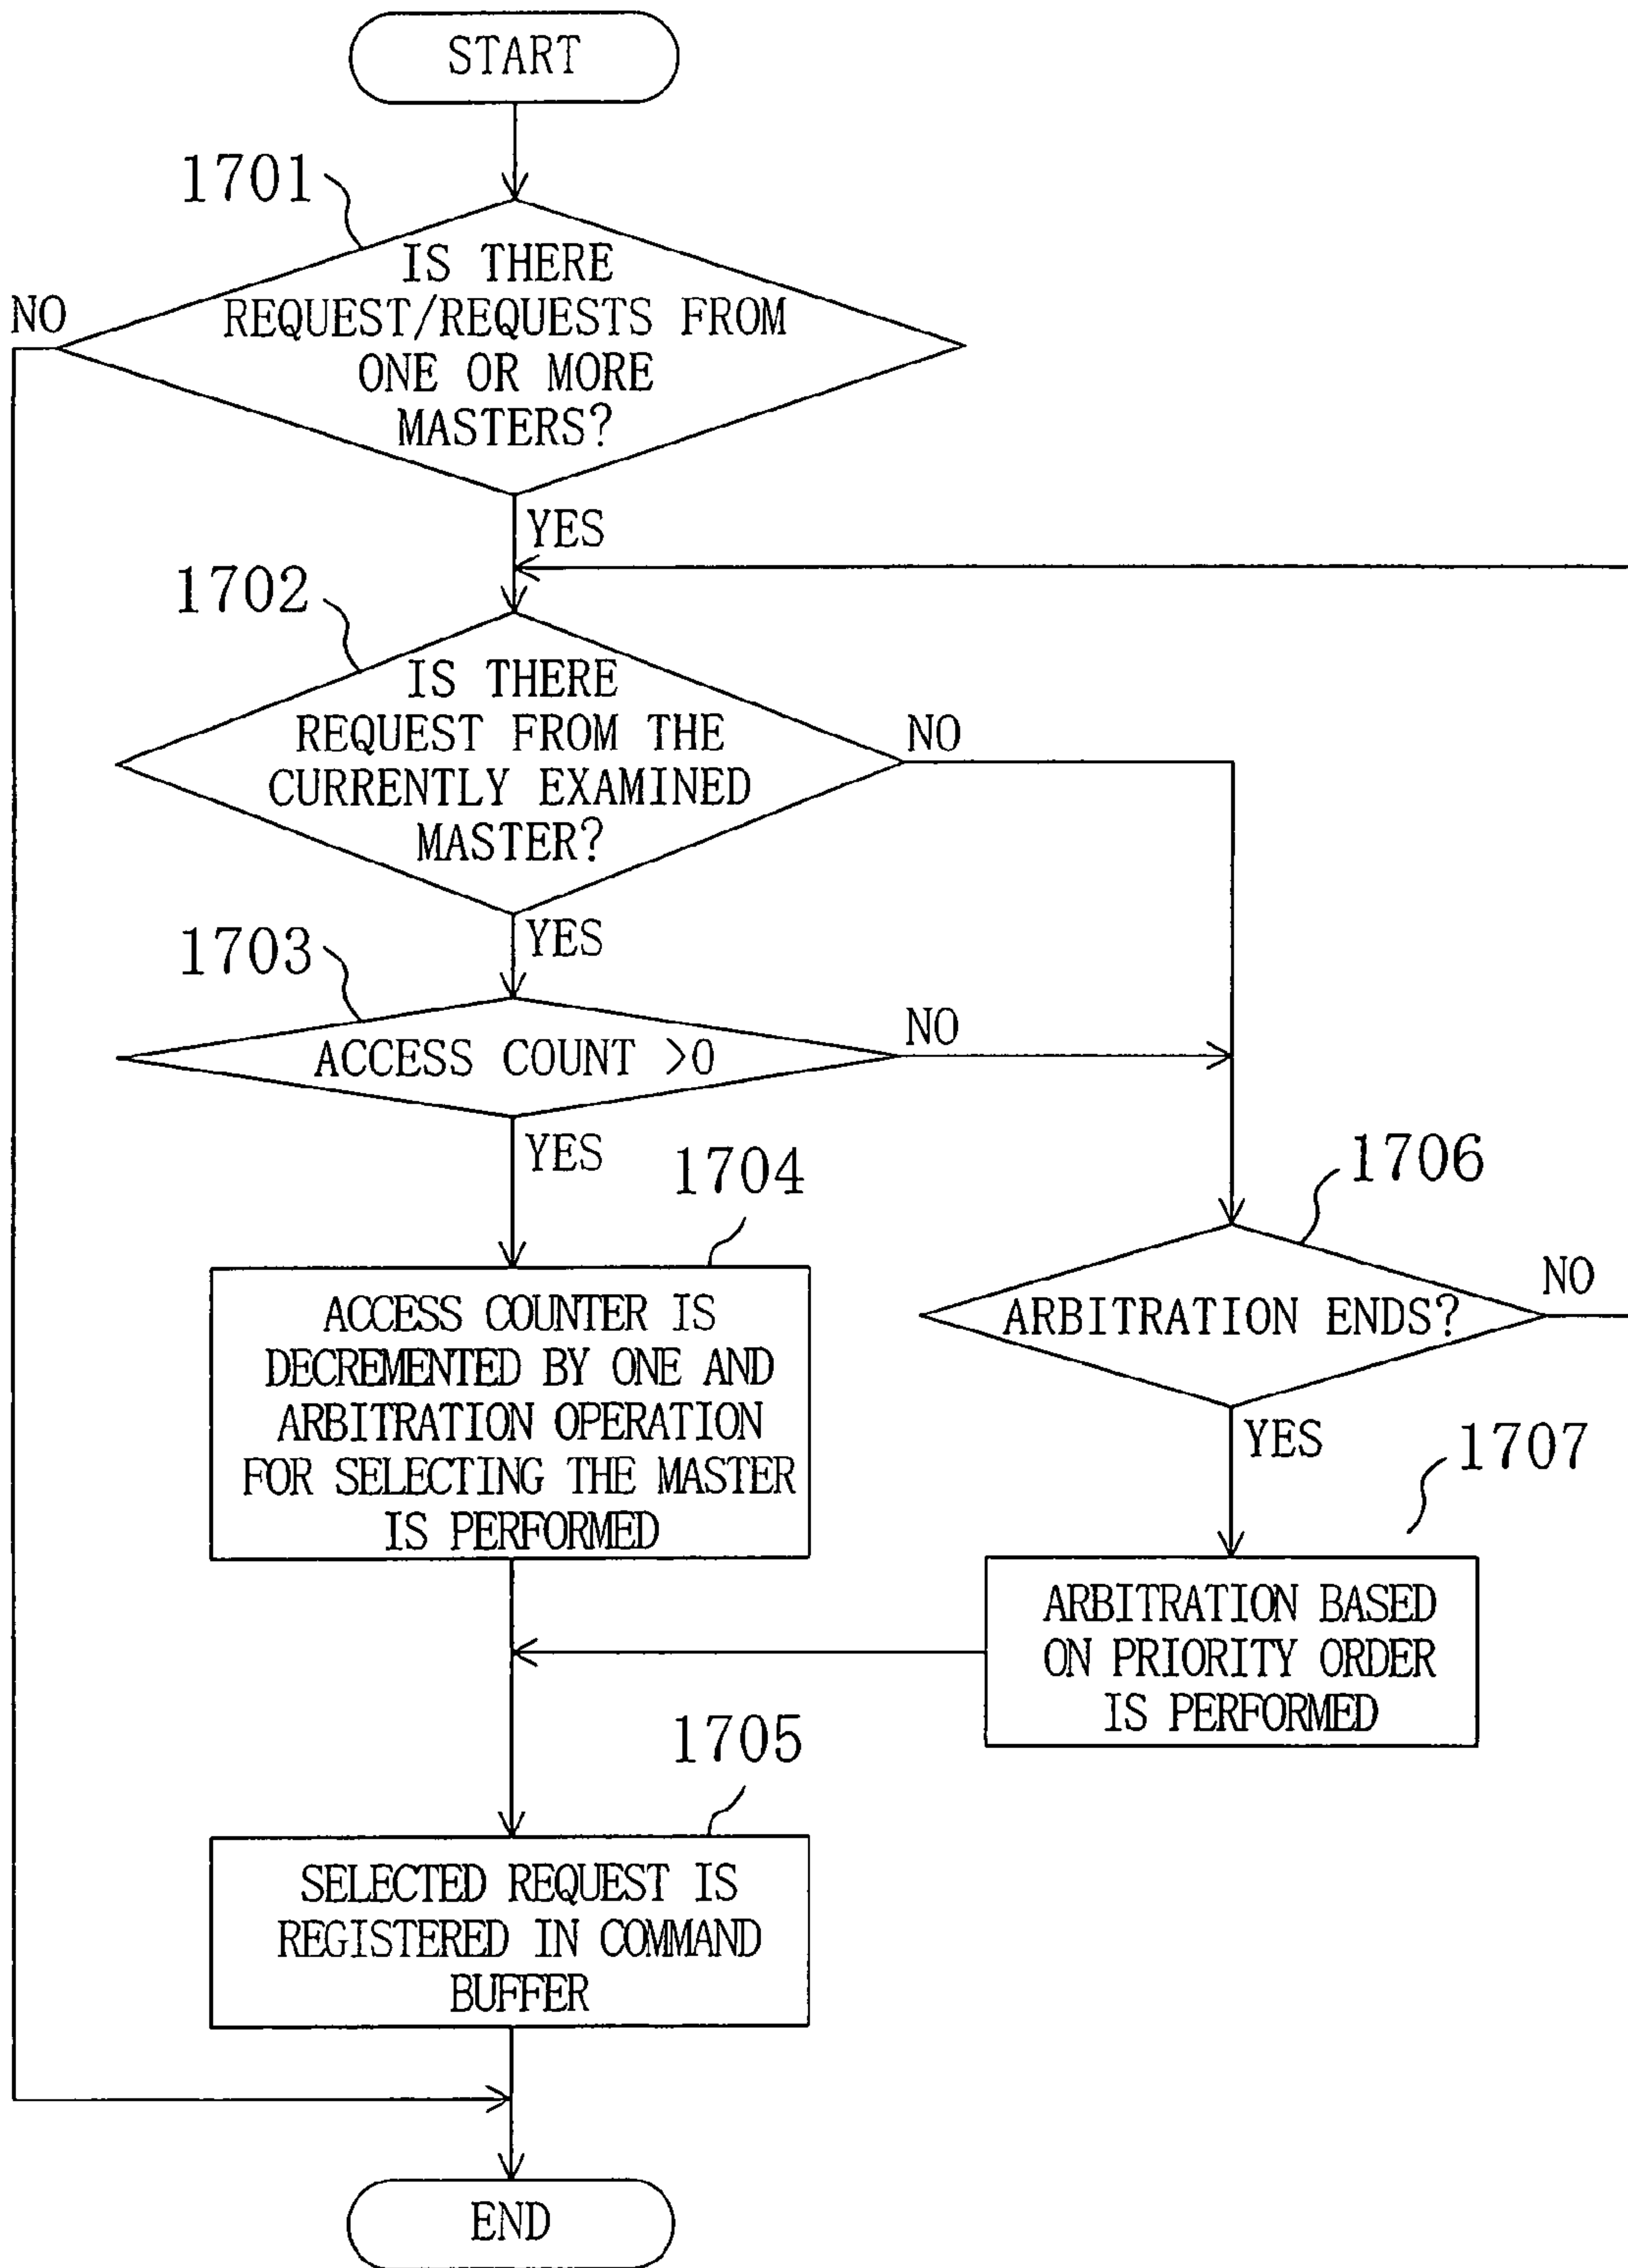 START
1701
IS THERE
REQUEST/REQUESTS FROM
ONE OR MORE
MASTERS?
NO
YES
1702
IS THERE
REQUEST FROM THE
CURRENTLY EXAMINED
MASTER?
NO
YES
1703
ACCESS COUNT >0
NO
YES
1704
ACCESS COUNTER IS
DECREMENTED BY ONE AND
ARBITRATION OPERATION
FOR SELECTING THE MASTER
IS PERFORMED
1706
ARBITRATION ENDS?
NO
YES
1707
ARBITRATION BASED
ON PRIORITY ORDER
IS PERFORMED
1705
SELECTED REQUEST IS
REGISTERED IN COMMAND
BUFFER
END